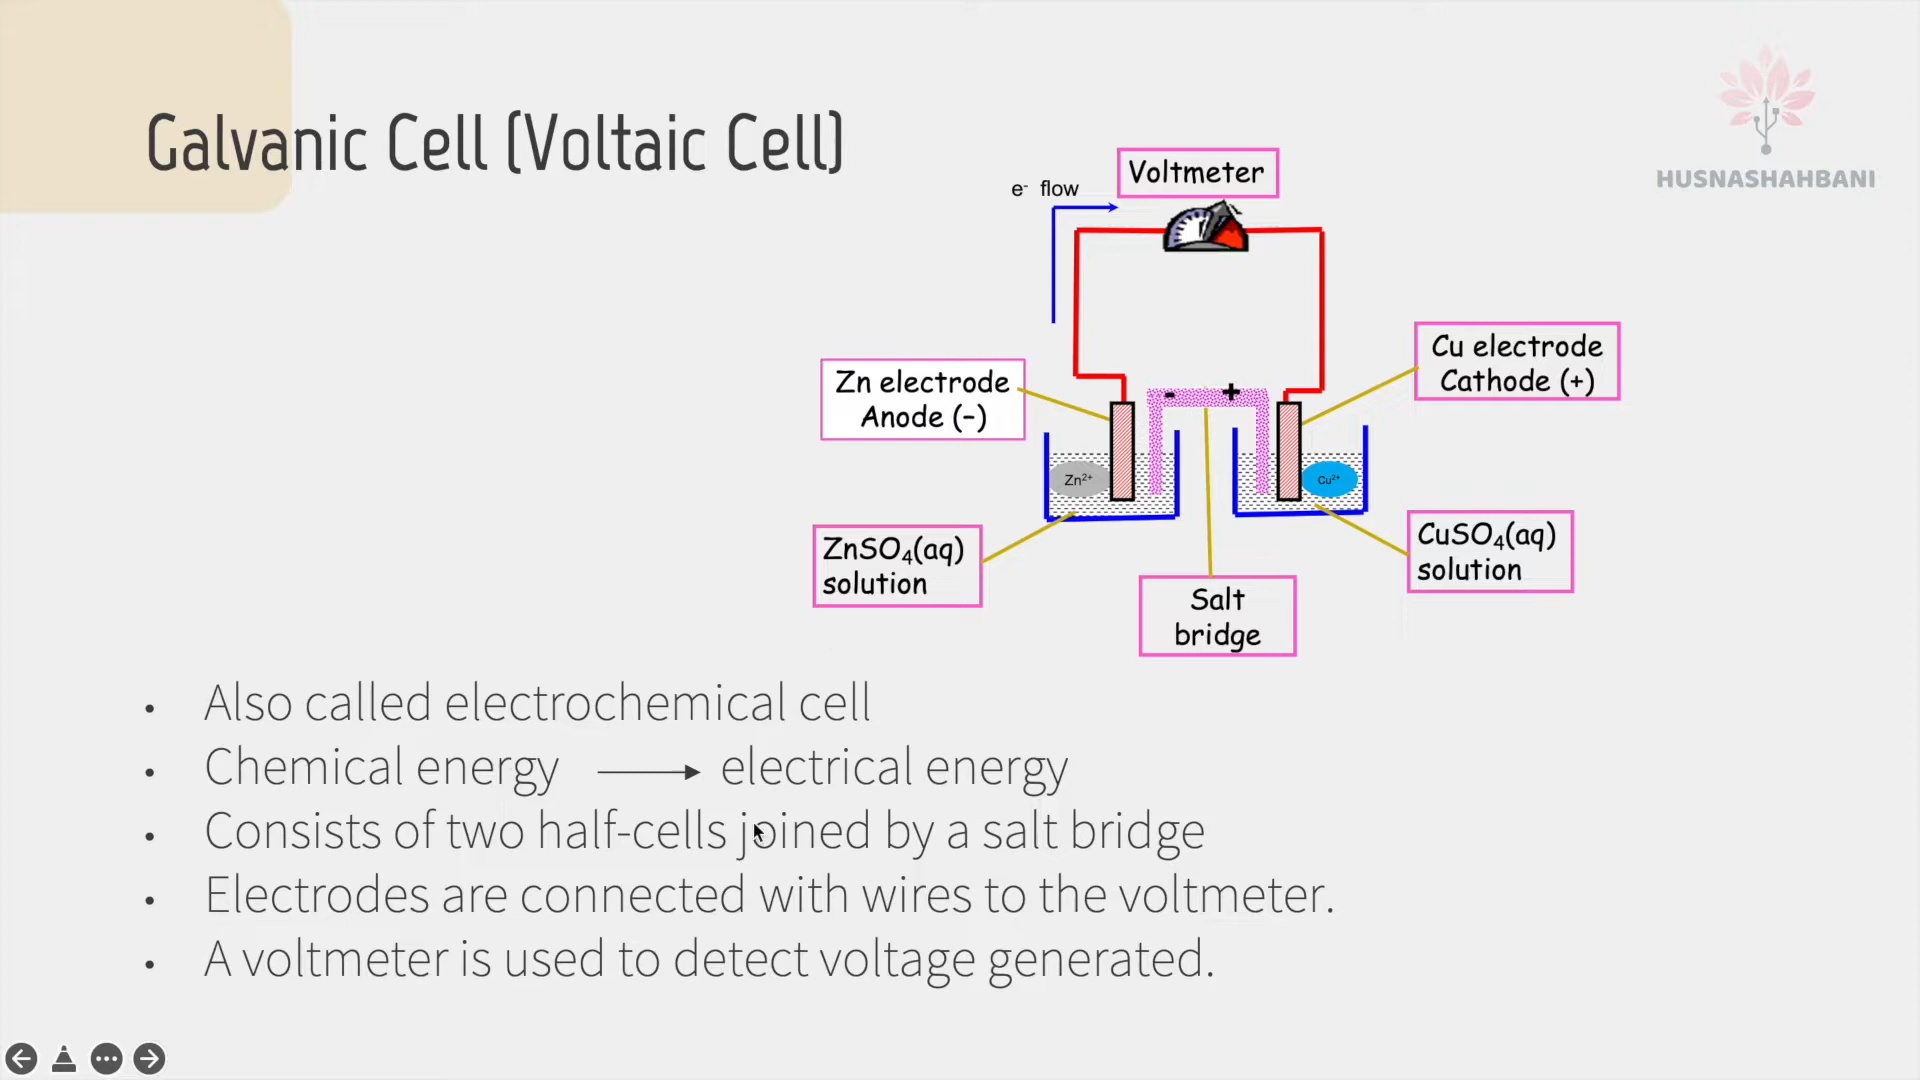 Galvanic Cell (Voltaic Cell)
HUSNASHAHBANI
Voltmeter
e⁻ flow
Cu electrode
Cathode (+)
Zn electrode
Anode (–)
- +
Zn²⁺
Cu²⁺
ZnSO₄(aq)
solution
CuSO₄(aq)
solution
Salt
bridge
• Also called electrochemical cell
• Chemical energy ⟶ electrical energy
• Consists of two half-cells joined by a salt bridge
• Electrodes are connected with wires to the voltmeter.
• A voltmeter is used to detect voltage generated.